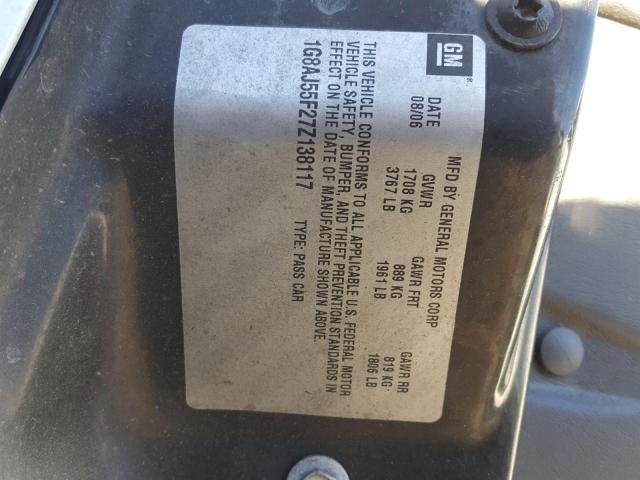 GM
MFD BY GENERAL MOTORS CORP
DATE GVWR GAWR FRT GAWR RR
08/06 1708 KG 889 KG 819 KG
3767 LB 1961 LB 1806 LB
THIS VEHICLE CONFORMS TO ALL APPLICABLE U.S. FEDERAL MOTOR
VEHICLE SAFETY, BUMPER, AND THEFT PREVENTION STANDARDS IN
EFFECT ON THE DATE OF MANUFACTURE SHOWN ABOVE.
1G8AJ55F27Z138117 TYPE: PASS CAR